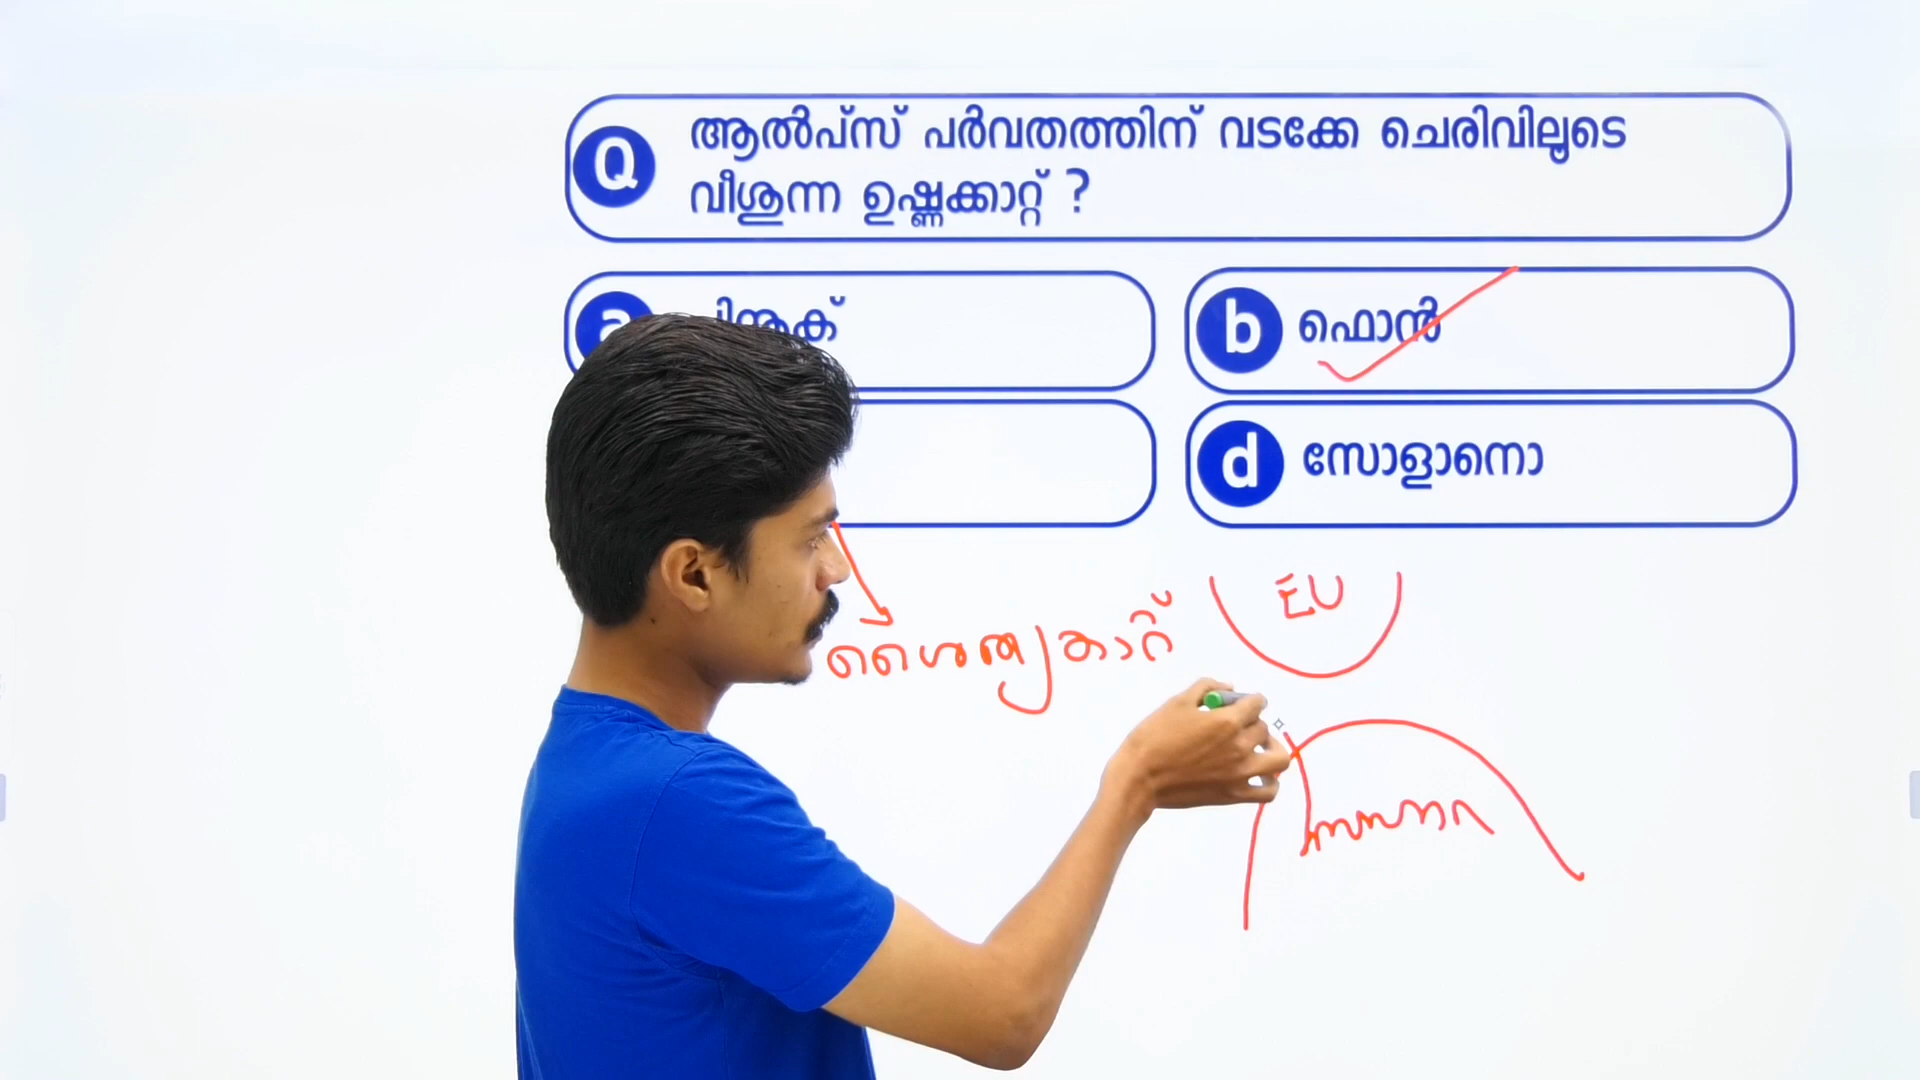 Q
ആൽപ്സ് പർവതത്തിന് വടക്കേ ചെരിവിലൂടെ
വീശുന്ന ഉഷ്ണക്കാറ്റ് ?
a
b ഫൊൻ
d സോളാനൊ
ശൈത്യകാറ്റ്
EU